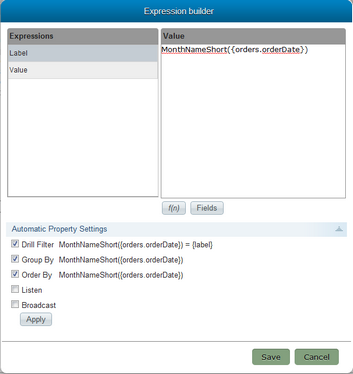 Expression builder
Expressions
Value
Label
MonthNameShort({orders.orderDate})
Value
f(n)
Fields
Automatic Property Settings
Drill Filter MonthNameShort({orders.orderDate}) = {label}
Group By MonthNameShort({orders.orderDate})
Order By MonthNameShort({orders.orderDate})
Listen
Broadcast
Apply
Save
Cancel